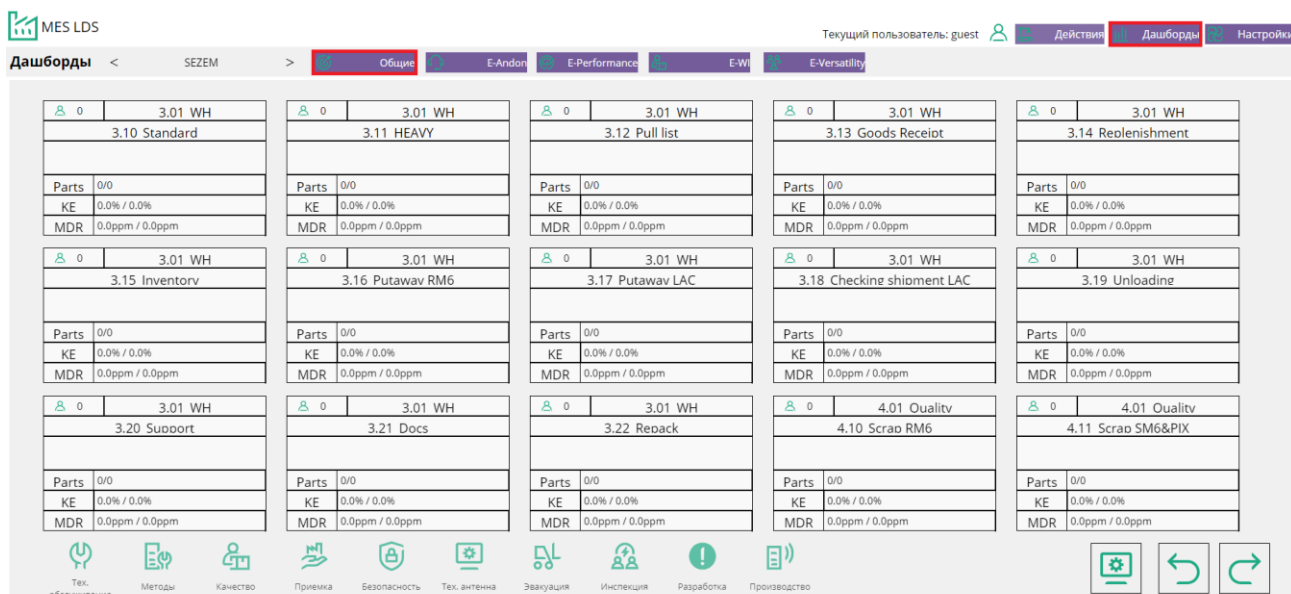 MES LDS
Текущий пользователь: guest Действия Дашборды Настройки
Дашборды < SEZEM > Общие E-Andon E-Performance E-WI E-Versatility
0 3.01 WH 0 3.01 WH 0 3.01 WH 0 3.01 WH 0 3.01 WH
3.10 Standard 3.11 HEAVY 3.12 Pull list 3.13 Goods Receipt 3.14 Replenishment
Parts 0/0 Parts 0/0 Parts 0/0 Parts 0/0 Parts 0/0
KE 0.0% / 0.0% KE 0.0% / 0.0% KE 0.0% / 0.0% KE 0.0% / 0.0% KE 0.0% / 0.0%
MDR 0.0ppm / 0.0ppm MDR 0.0ppm / 0.0ppm MDR 0.0ppm / 0.0ppm MDR 0.0ppm / 0.0ppm MDR 0.0ppm / 0.0ppm
0 3.01 WH 0 3.01 WH 0 3.01 WH 0 3.01 WH 0 3.01 WH
3.15 Inventory 3.16 Putaway RM6 3.17 Putaway LAC 3.18 Checking shipment LAC 3.19 Unloading
Parts 0/0 Parts 0/0 Parts 0/0 Parts 0/0 Parts 0/0
KE 0.0% / 0.0% KE 0.0% / 0.0% KE 0.0% / 0.0% KE 0.0% / 0.0% KE 0.0% / 0.0%
MDR 0.0ppm / 0.0ppm MDR 0.0ppm / 0.0ppm MDR 0.0ppm / 0.0ppm MDR 0.0ppm / 0.0ppm MDR 0.0ppm / 0.0ppm
0 3.01 WH 0 3.01 WH 0 3.01 WH 0 4.01 Quality 0 4.01 Quality
3.20 Support 3.21 Docs 3.22 Repack 4.10 Scrap RM6 4.11 Scrap SM6&PIX
Parts 0/0 Parts 0/0 Parts 0/0 Parts 0/0 Parts 0/0
KE 0.0% / 0.0% KE 0.0% / 0.0% KE 0.0% / 0.0% KE 0.0% / 0.0% KE 0.0% / 0.0%
MDR 0.0ppm / 0.0ppm MDR 0.0ppm / 0.0ppm MDR 0.0ppm / 0.0ppm MDR 0.0ppm / 0.0ppm MDR 0.0ppm / 0.0ppm
Тех. Методы Качество Приемка Безопасность Тех. антенна Эвакуация Инспекция Разработка Производство